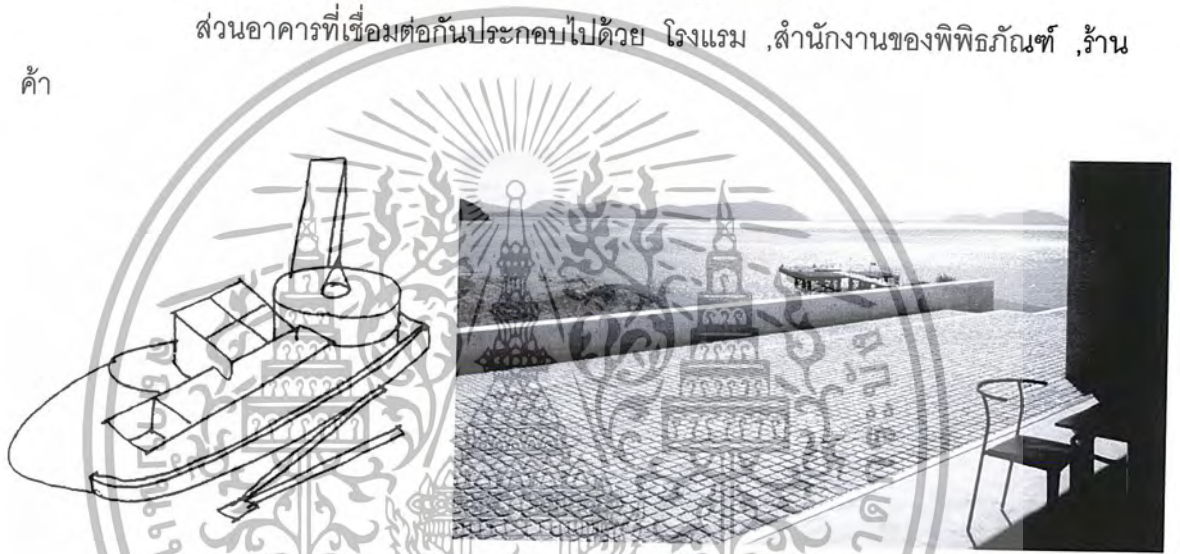 ส่วนอาคารที่เชื่อมต่อกันประกอบไปด้วย โรงแรม ,สำนักงานของพิพิธภัณฑ์ ,ร้าน
ค้า